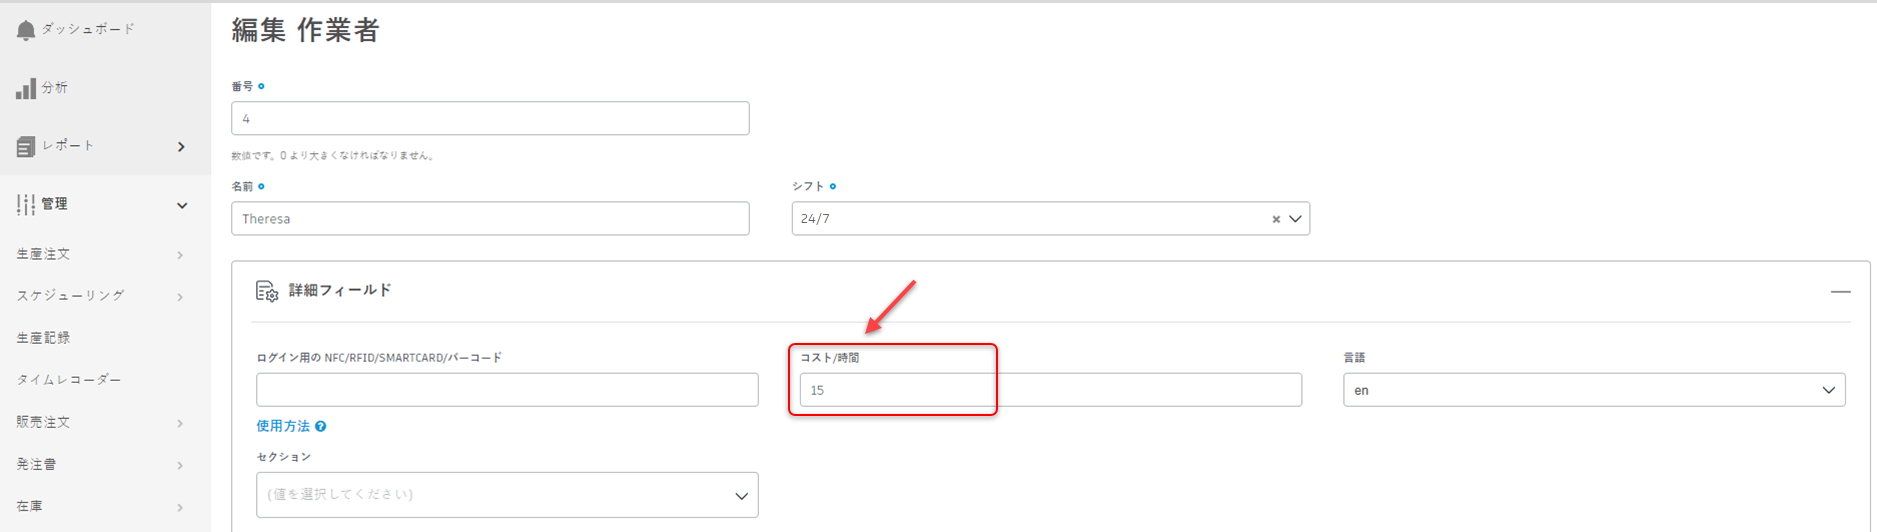 ダッシュボード
分析
レポート
管理
生産注文
スケジューリング
生産記録
タイムレコーダー
販売注文
発注書
在庫
編集 作業者
番号
4
数値です。0 より大きくなければなりません。
名前
シフト
Theresa
24/7
詳細フィールド
ログイン用の NFC/RFID/SMARTCARD/バーコード
コスト/時間
言語
15
en
使用方法
セクション
(値を選択してください)